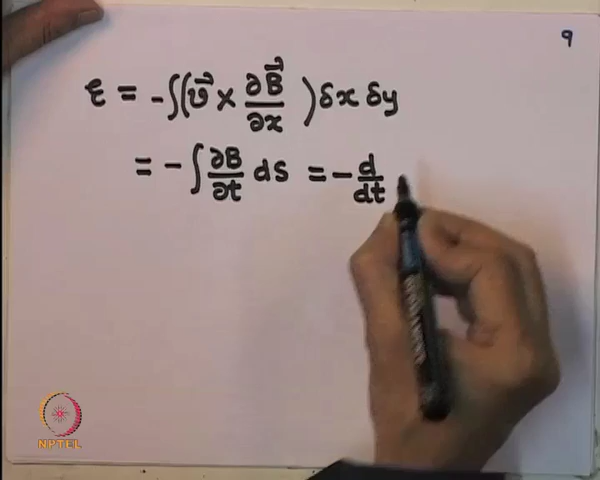 9
ε = -∫(v⃗ × ∂B⃗/∂x) δx δy
= -∫ ∂B/∂t dS = - d/dt
NPTEL